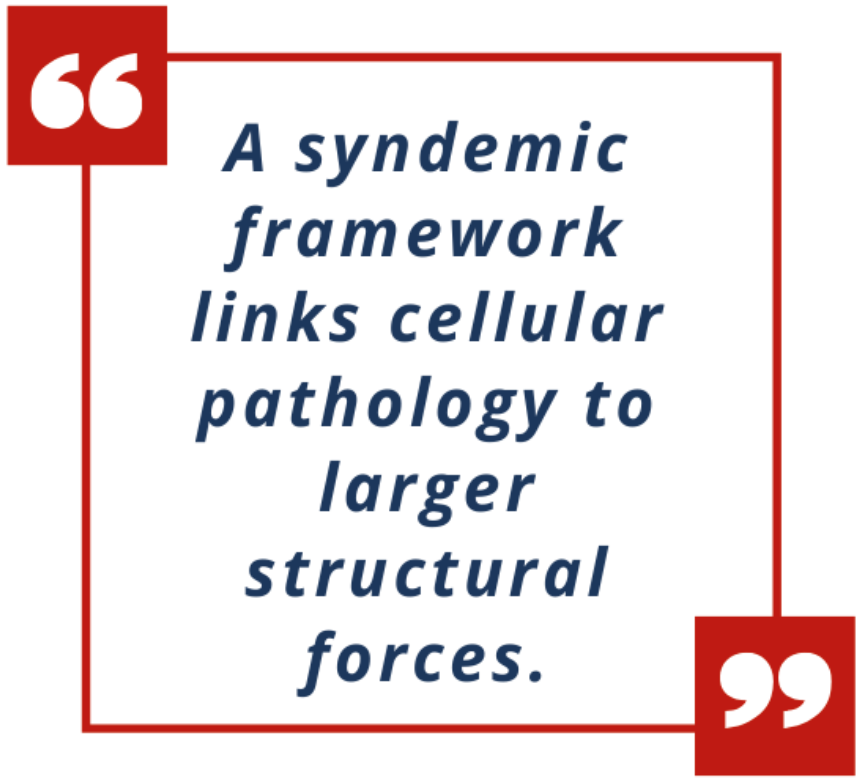 “
A syndemic
framework
links cellular
pathology to
larger
structural
forces.
”